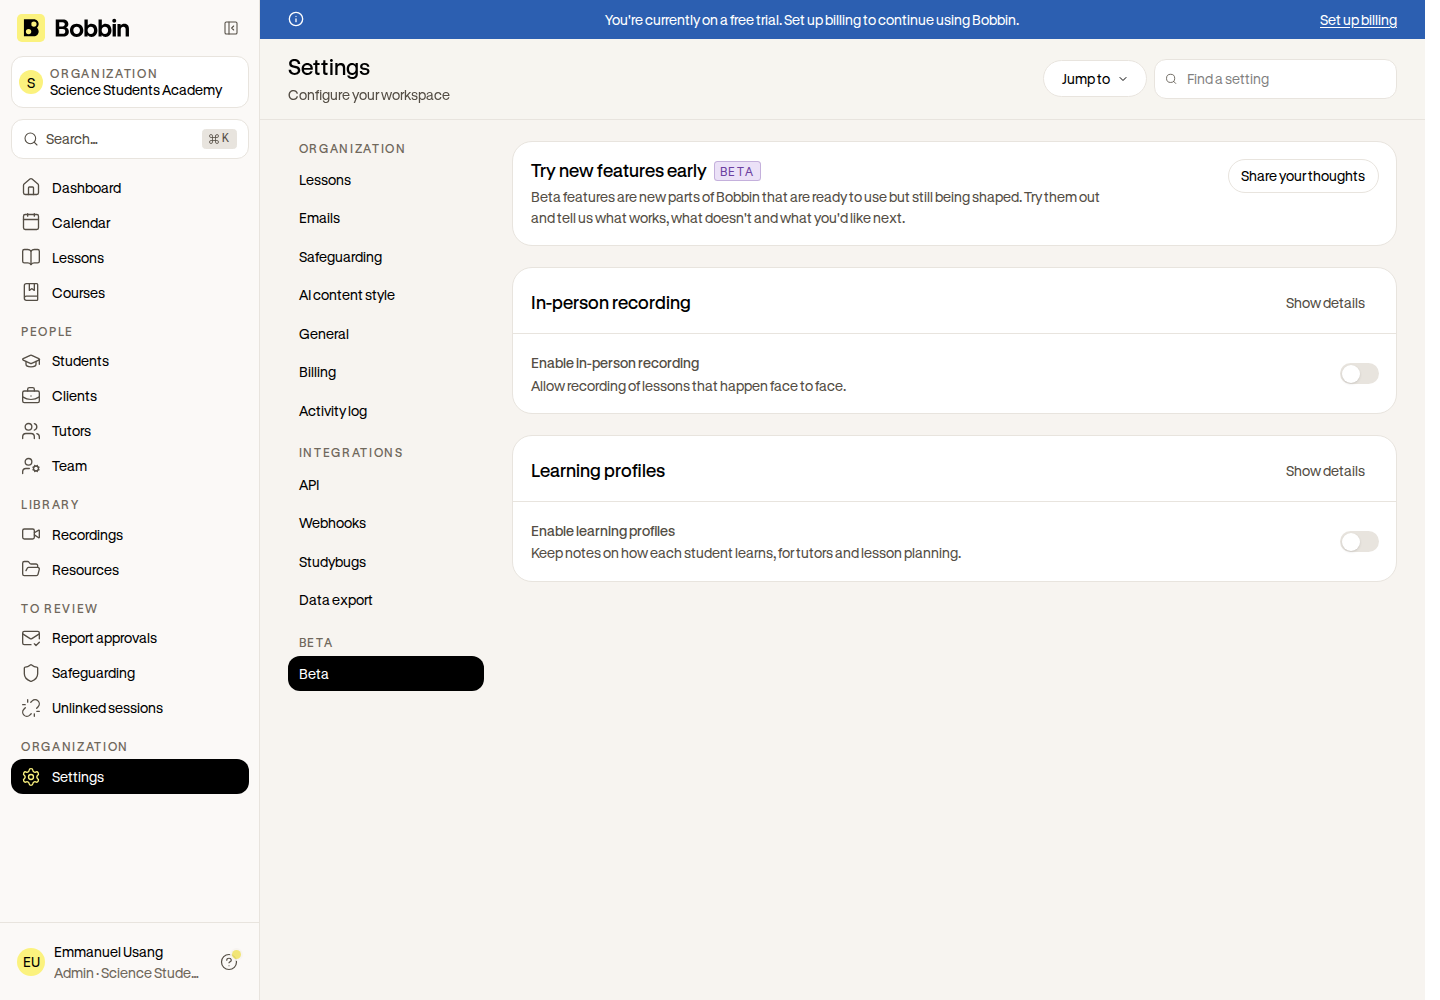 Bobbin
You're currently on a free trial. Set up billing to continue using Bobbin.
Set up billing
S
ORGANIZATION
Science Students Academy
Search...
⌘ K
Dashboard
Calendar
Lessons
Courses
PEOPLE
Students
Clients
Tutors
Team
LIBRARY
Recordings
Resources
TO REVIEW
Report approvals
Safeguarding
Unlinked sessions
ORGANIZATION
Settings
EU
Emmanuel Usang
Admin · Science Stude...
Settings
Configure your workspace
Jump to
Find a setting
ORGANIZATION
Lessons
Emails
Safeguarding
AI content style
General
Billing
Activity log
INTEGRATIONS
API
Webhooks
Studybugs
Data export
BETA
Beta
Try new features early BETA
Share your thoughts
Beta features are new parts of Bobbin that are ready to use but still being shaped. Try them out
and tell us what works, what doesn't and what you'd like next.
In-person recording
Show details
Enable in-person recording
Allow recording of lessons that happen face to face.
Learning profiles
Show details
Enable learning profiles
Keep notes on how each student learns, for tutors and lesson planning.